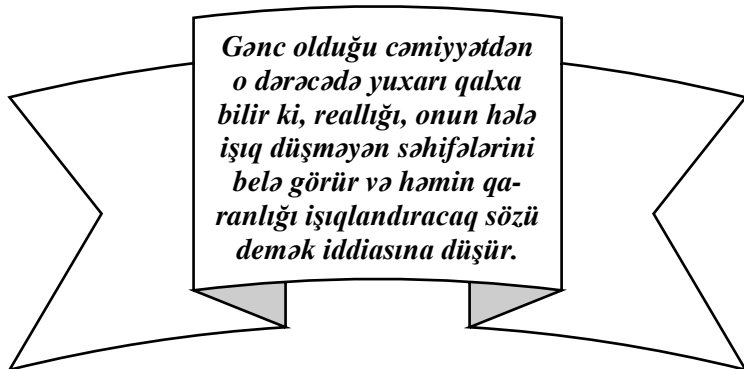 Gənc olduğu cəmiyyətdən
o dərəcədə yuxarı qalxa
bilir ki, reallığı, onun hələ
işıq düşməyən səhifələrini
belə görür və həmin qa-
ranlığı işıqlandıracaq sözü
demək iddiasına düşür.